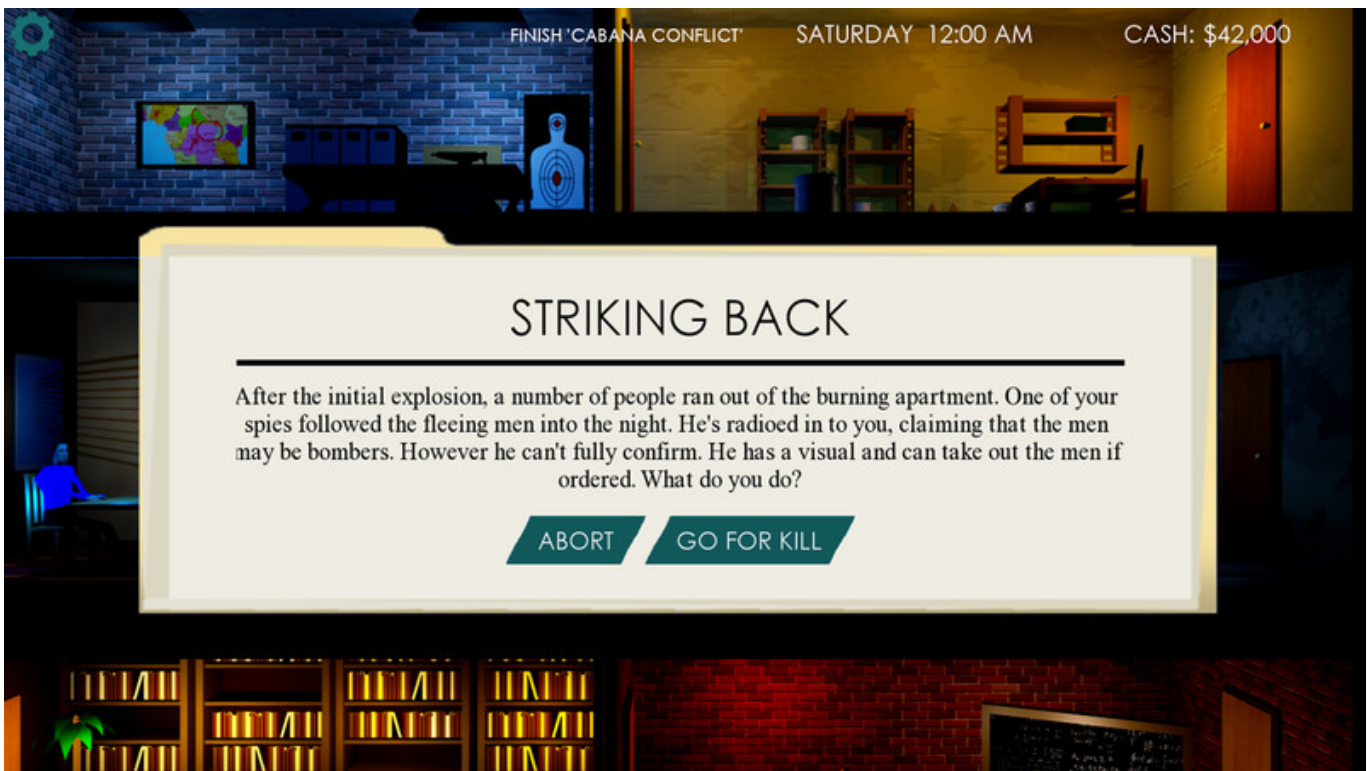 FINISH 'CABANA CONFLICT' SATURDAY 12:00 AM CASH: $42,000
STRIKING BACK
After the initial explosion, a number of people ran out of the burning apartment. One of your
spies followed the fleeing men into the night. He's radioed in to you, claiming that the men
may be bombers. However he can't fully confirm. He has a visual and can take out the men if
ordered. What do you do?
ABORT GO FOR KILL